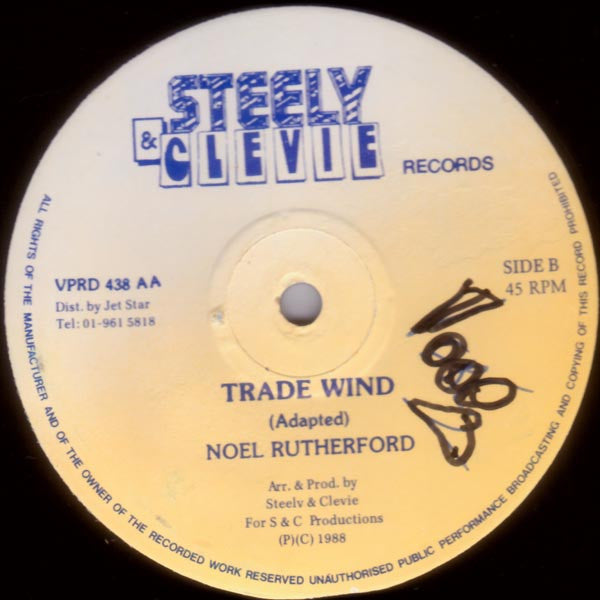 STEELY
& CLEVIE RECORDS
VPRD 438 AA
Dist. by Jet Star
Tel: 01-961 5818
SIDE B
45 RPM
TRADE WIND
(Adapted)
NOEL RUTHERFORD
Arr. & Prod. by
Steelv & Clevie
For S & C Productions
(P)(C) 1988
ALL RIGHTS OF THE MANUFACTURER AND OF THE OWNER OF THE RECORDED WORK RESERVED UNAUTHORISED PUBLIC PERFORMANCE BROADCASTING AND COPYING OF THIS RECORD PROHIBITED